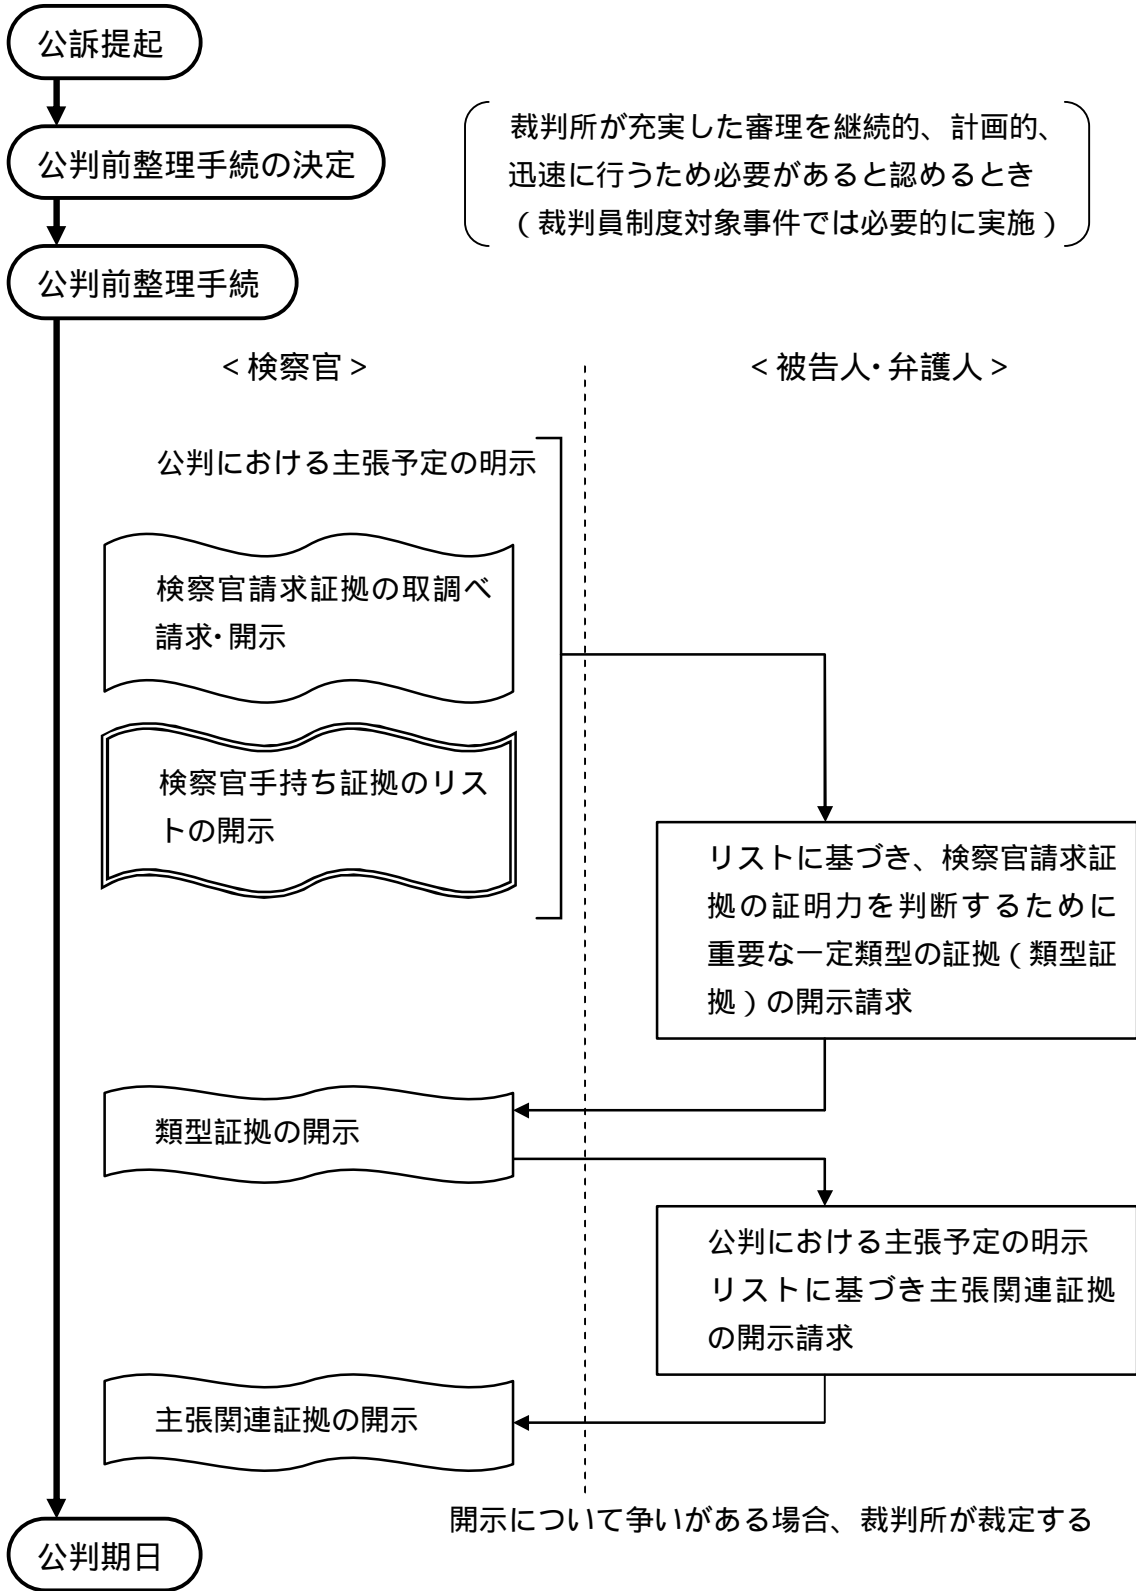 公訴提起
公判前整理手続の決定
裁判所が充実した審理を継続的、計画的、
迅速に行うため必要があると認めるとき
（裁判員制度対象事件では必要的に実施）
公判前整理手続
<検察官>
<被告人・弁護人>
公判における主張予定の明示
検察官請求証拠の取調べ
請求・開示
検察官手持ち証拠のリス
トの開示
リストに基づき、検察官請求証
拠の証明力を判断するために
重要な一定類型の証拠（類型証
拠）の開示請求
類型証拠の開示
公判における主張予定の明示
リストに基づき主張関連証拠
の開示請求
主張関連証拠の開示
開示について争いがある場合、裁判所が裁定する
公判期日